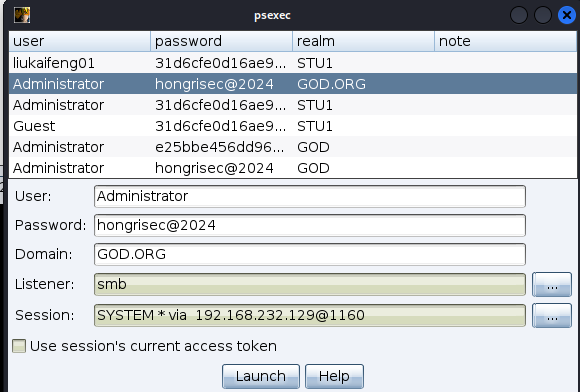 psexec
user password realm note
liukaifeng01 31d6cfe0d16ae9... STU1
Administrator hongrisec@2024 GOD.ORG
Administrator 31d6cfe0d16ae9... STU1
Guest 31d6cfe0d16ae9... STU1
Administrator e25bbe456dd96... GOD
Administrator hongrisec@2024 GOD
User: Administrator
Password: hongrisec@2024
Domain: GOD.ORG
Listener: smb ...
Session: SYSTEM * via 192.168.232.129@1160 ...
Use session's current access token
Launch Help